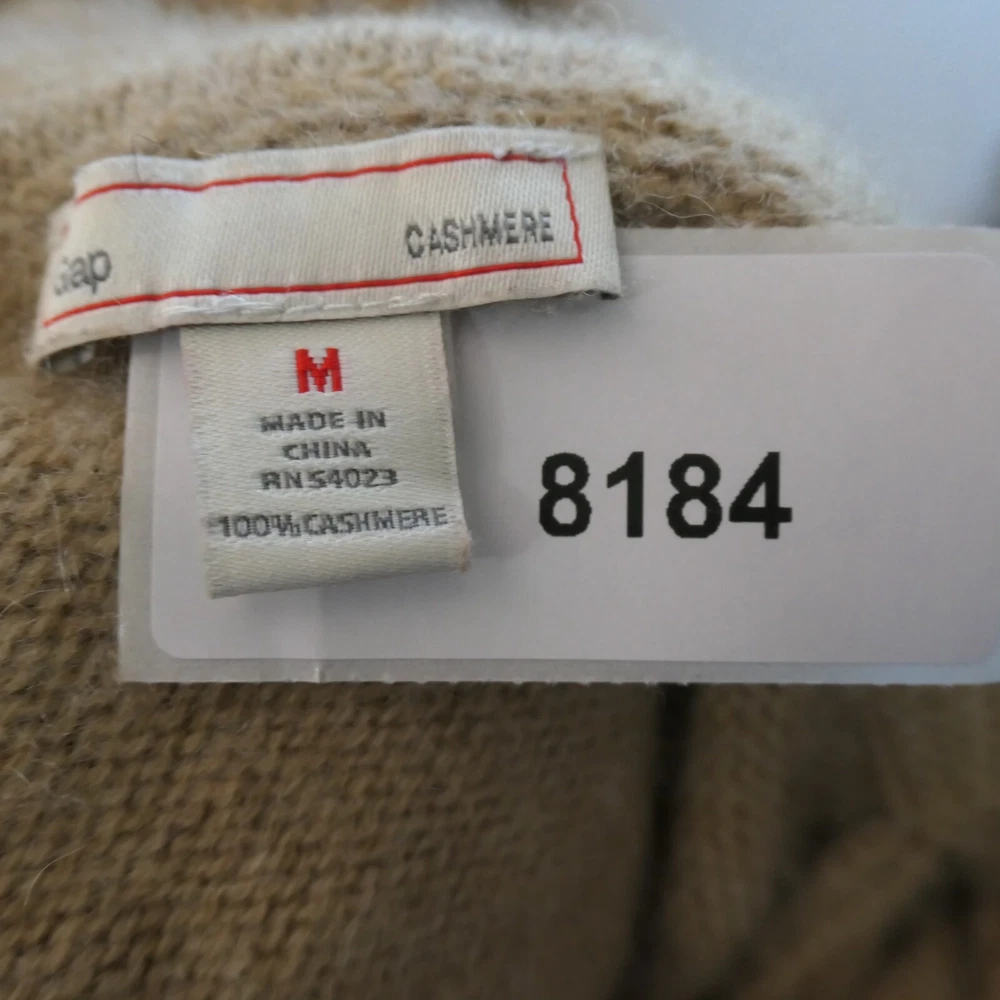 Gap
CASHMERE
M
MADE IN
CHINA
RN 54023
100% CASHMERE
8184